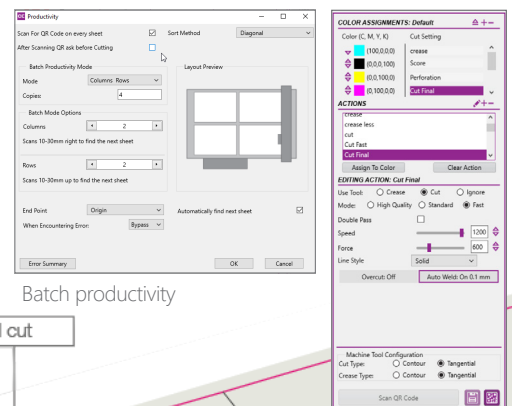 Productivity
Scan For QR Code on every sheet
Sort Method
Diagonal
After Scanning QR ask before Cutting
Batch Productivity Mode
Mode
Columns Rows
Copies:
4
Layout Preview
Batch Mode Options
Columns
2
Scans 10-30mm right to find the next sheet
Rows
2
Scans 10-30mm up to find the next sheet
End Point
Origin
Automatically find next sheet
When Encountering Error:
Bypass
Error Summary
OK
Cancel
Batch productivity
cut
COLOR ASSIGNMENTS: Default
Color (C, M, Y, K)
Cut Setting
(100,0,0,0)
crease
(0,0,0,100)
Score
(0,0,100,0)
Perforation
(0,100,0,0)
Cut Final
ACTIONS
crease
crease less
cut
Cut Fast
Cut Final
Assign To Color
Clear Action
EDITING ACTION: Cut Final
Use Tool:
Crease
Cut
Ignore
Mode:
High Quality
Standard
Fast
Double Pass
Speed
1200
Force
600
Line Style
Solid
Overcut: Off
Auto Weld: On 0.1 mm
Machine Tool Configuration
Cut Type:
Contour
Tangential
Crease Type:
Contour
Tangential
Scan QR Code